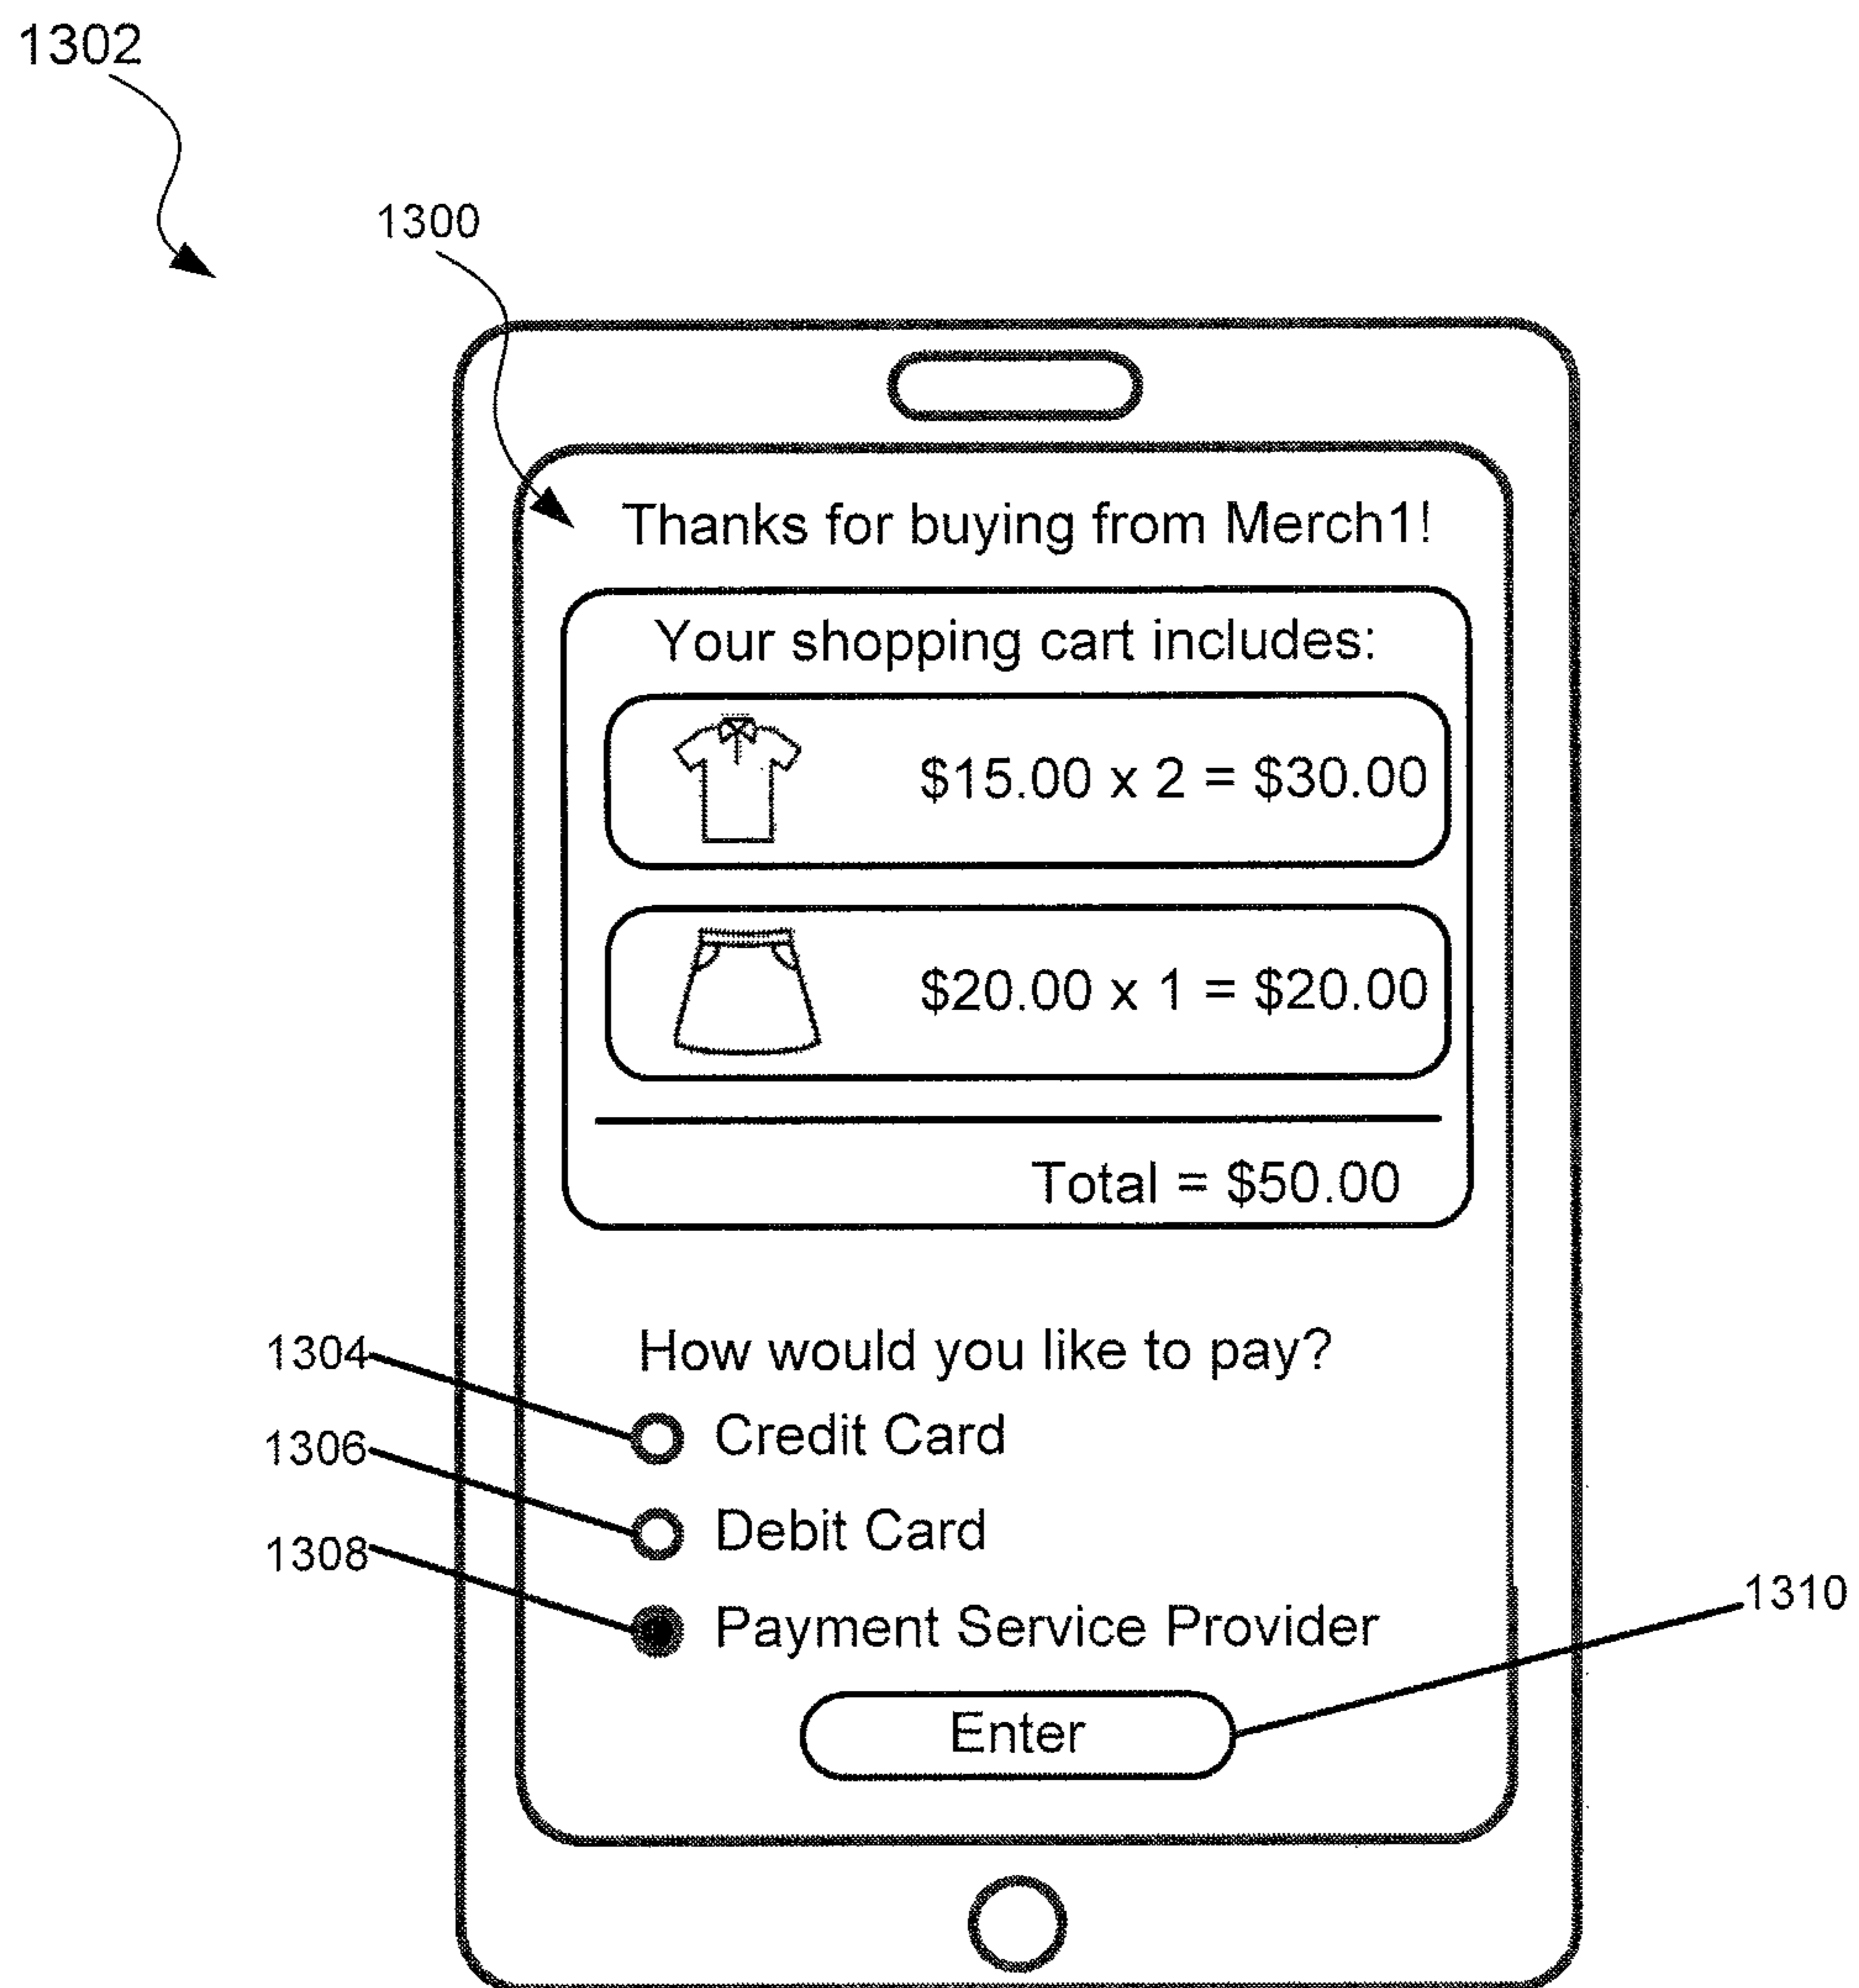 1302
1300
Thanks for buying from Merch1!
Your shopping cart includes:
$15.00 x 2 = $30.00
$20.00 x 1 = $20.00
Total = $50.00
How would you like to pay?
1304
Credit Card
1306
Debit Card
1308
Payment Service Provider
1310
Enter